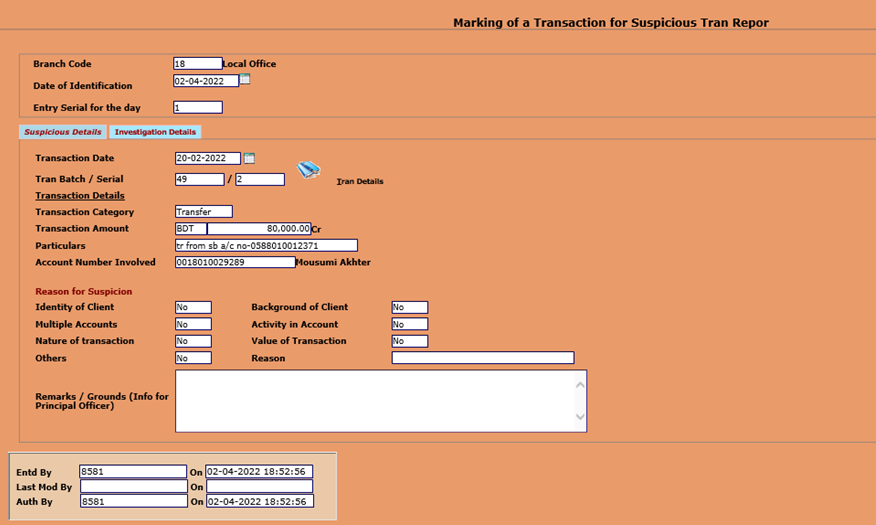 Marking of a Transaction for Suspicious Tran Repor
Branch Code 18 Local Office
Date of Identification 02-04-2022
Entry Serial for the day 1
Suspicious Details Investigation Details
Transaction Date 20-02-2022
Tran Batch / Serial 49 / 2 Tran Details
Transaction Details
Transaction Category Transfer
Transaction Amount BDT 80,000.00 Cr
Particulars tr from sb a/c no-0588010012371
Account Number Involved 0018010029289 Mousumi Akhter
Reason for Suspicion
Identity of Client No Background of Client No
Multiple Accounts No Activity in Account No
Nature of transaction No Value of Transaction No
Others No Reason
Remarks / Grounds (Info for
Principal Officer)
Entd By 8581 On 02-04-2022 18:52:56
Last Mod By On
Auth By 8581 On 02-04-2022 18:52:56